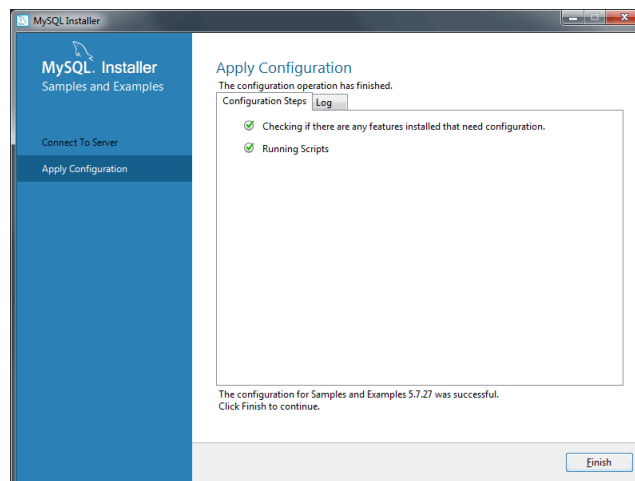 MySQL Installer
MySQL. Installer
Samples and Examples
Connect To Server
Apply Configuration
Apply Configuration
The configuration operation has finished.
Configuration Steps
Log
Checking if there are any features installed that need configuration.
Running Scripts
The configuration for Samples and Examples 5.7.27 was successful.
Click Finish to continue.
Finish